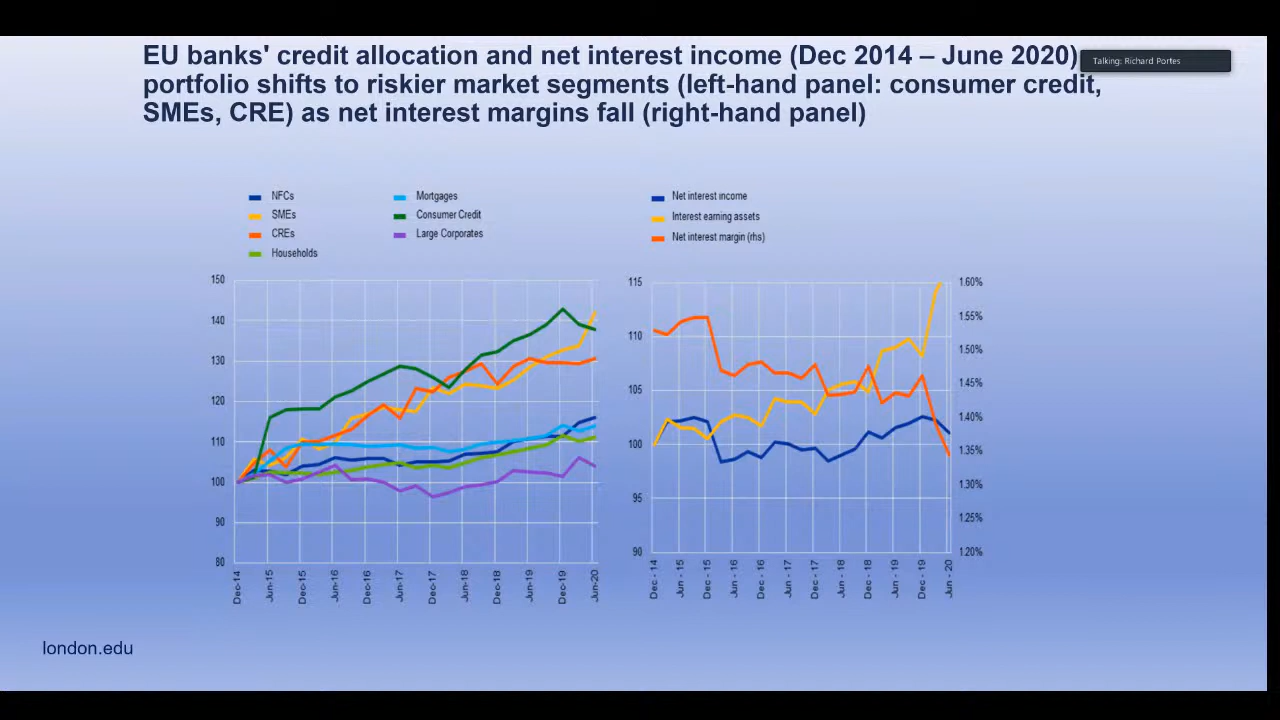 EU banks' credit allocation and net interest income (Dec 2014 – June 2020)
Talking: Richard Portes
portfolio shifts to riskier market segments (left-hand panel: consumer credit,
SMEs, CRE) as net interest margins fall (right-hand panel)
NFCs
SMEs
CREs
Households
Mortgages
Consumer Credit
Large Corporates
150
140
130
120
110
100
90
80
Dec-14
Jun-15
Dec-15
Jun-16
Dec-16
Jun-17
Dec-17
Jun-18
Dec-18
Jun-19
Dec-19
Jun-20
Net interest income
Interest earning assets
Net interest margin (rhs)
115
110
105
100
95
90
1.60%
1.55%
1.50%
1.45%
1.40%
1.35%
1.30%
1.25%
1.20%
Dec - 14
Jun - 15
Dec - 15
Jun - 16
Dec - 16
Jun - 17
Dec - 17
Jun - 18
Dec - 18
Jun - 19
Dec - 19
Jun - 20
london.edu